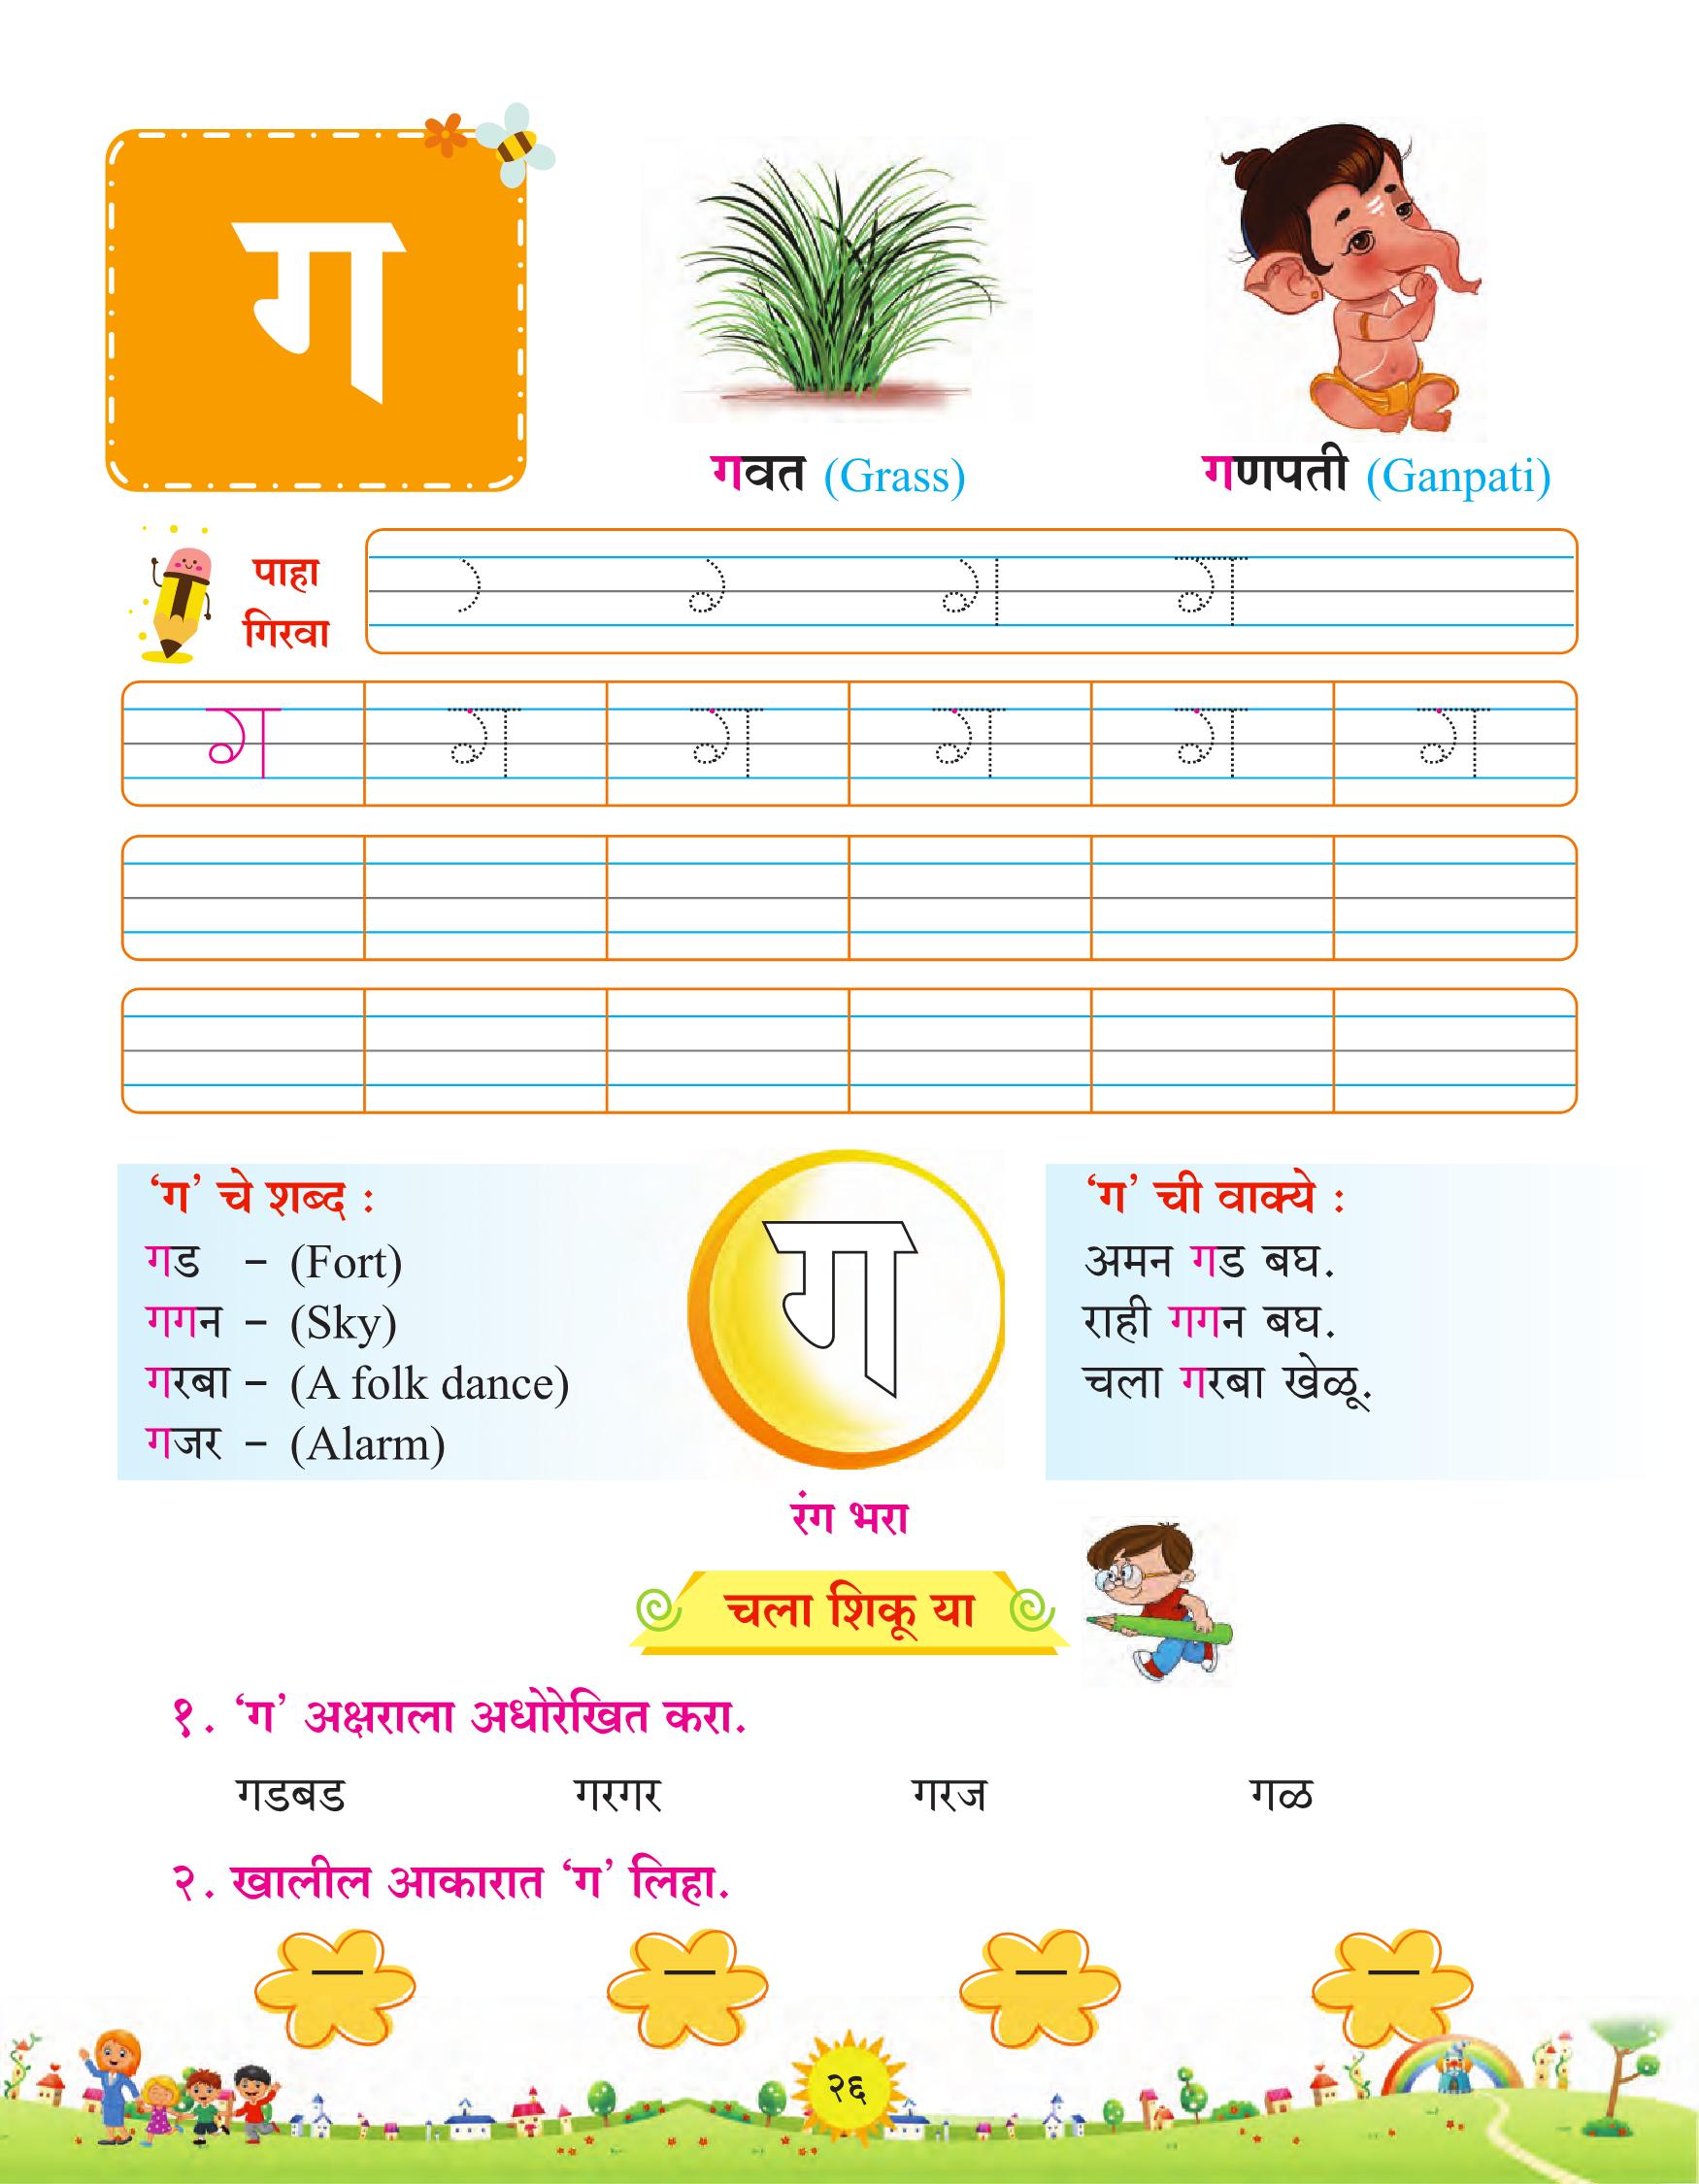 ग
गवत (Grass)
गणपती (Ganpati)
पाहा
गिरवा
ग
ग ग ग ग ग ग
‘ग’ चे शब्द :
गड – (Fort)
गगन – (Sky)
गरबा – (A folk dance)
गजर – (Alarm)
ग
रंग भरा
‘ग’ ची वाक्ये :
अमन गड बघ.
राही गगन बघ.
चला गरबा खेळू.
चला शिकू या
१. ‘ग’ अक्षराला अधोरेखित करा.
गडबड गरगर गरज गळ
२. खालील आकारात ‘ग’ लिहा.
२६